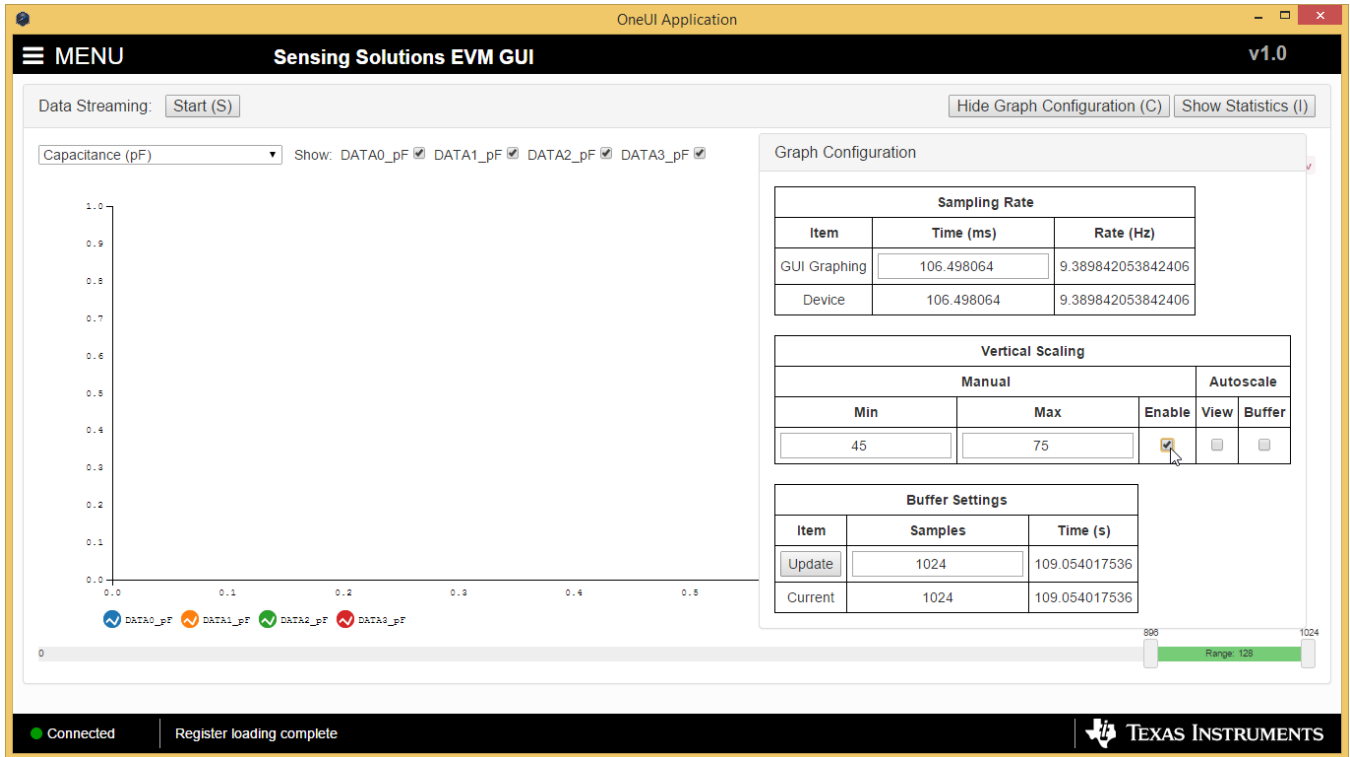 OneUI Application
MENU
Sensing Solutions EVM GUI
v1.0
Data Streaming: Start (S)
Hide Graph Configuration (C) Show Statistics (I)
Capacitance (pF)
Show: DATA0_pF DATA1_pF DATA2_pF DATA3_pF
1.0
0.9
0.8
0.7
0.6
0.5
0.4
0.3
0.2
0.1
0.0
0.0 0.1 0.2 0.3 0.4 0.5
DATA0_pF DATA1_pF DATA2_pF DATA3_pF
Graph Configuration
Sampling Rate
Item Time (ms) Rate (Hz)
GUI Graphing 106.498064 9.389842053842406
Device 106.498064 9.389842053842406
Vertical Scaling
Manual Autoscale
Min Max Enable View Buffer
45 75
Buffer Settings
Item Samples Time (s)
Update 1024 109.054017536
Current 1024 109.054017536
896 1024
0 Range: 128
Connected Register loading complete
TEXAS INSTRUMENTS